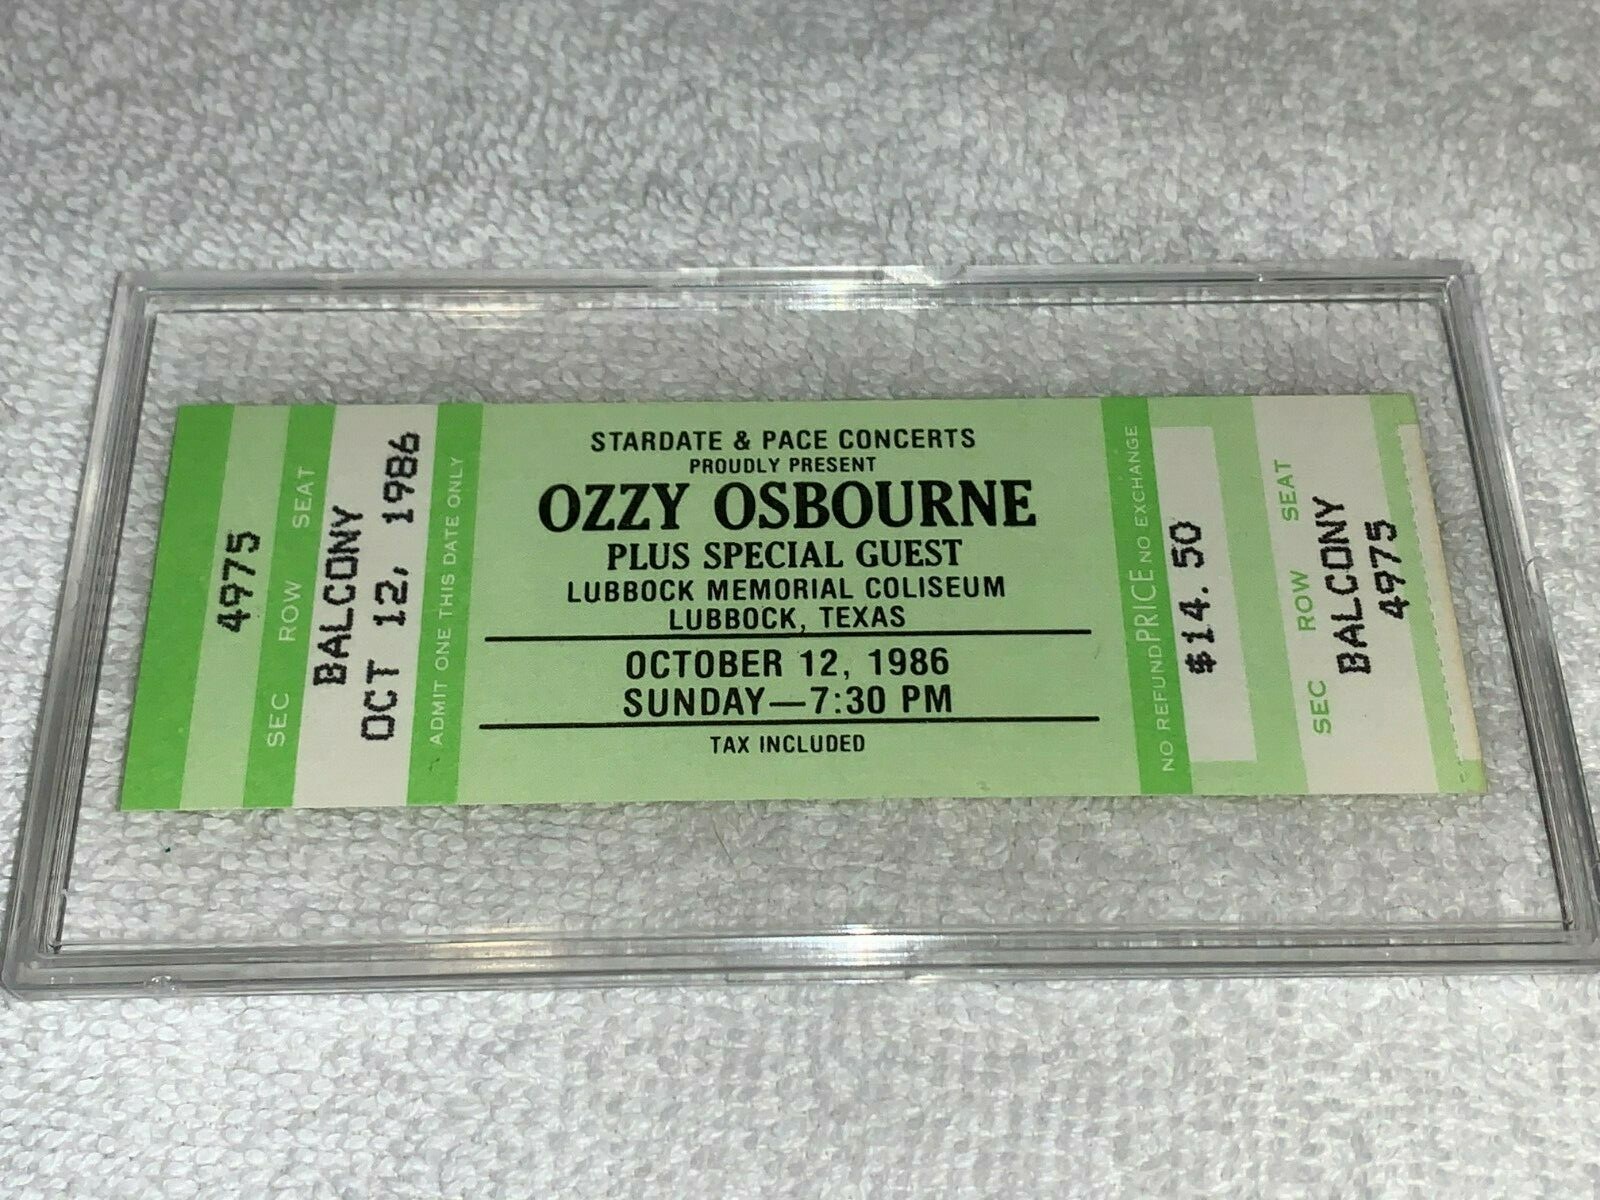 4975
SEC ROW SEAT
BALCONY
OCT 12, 1986
ADMIT ONE THIS DATE ONLY
STARDATE & PACE CONCERTS
PROUDLY PRESENT
OZZY OSBOURNE
PLUS SPECIAL GUEST
LUBBOCK MEMORIAL COLISEUM
LUBBOCK, TEXAS
OCTOBER 12, 1986
SUNDAY—7:30 PM
TAX INCLUDED
NO REFUND PRICE NO EXCHANGE
$14.50
SEC ROW SEAT
BALCONY
4975